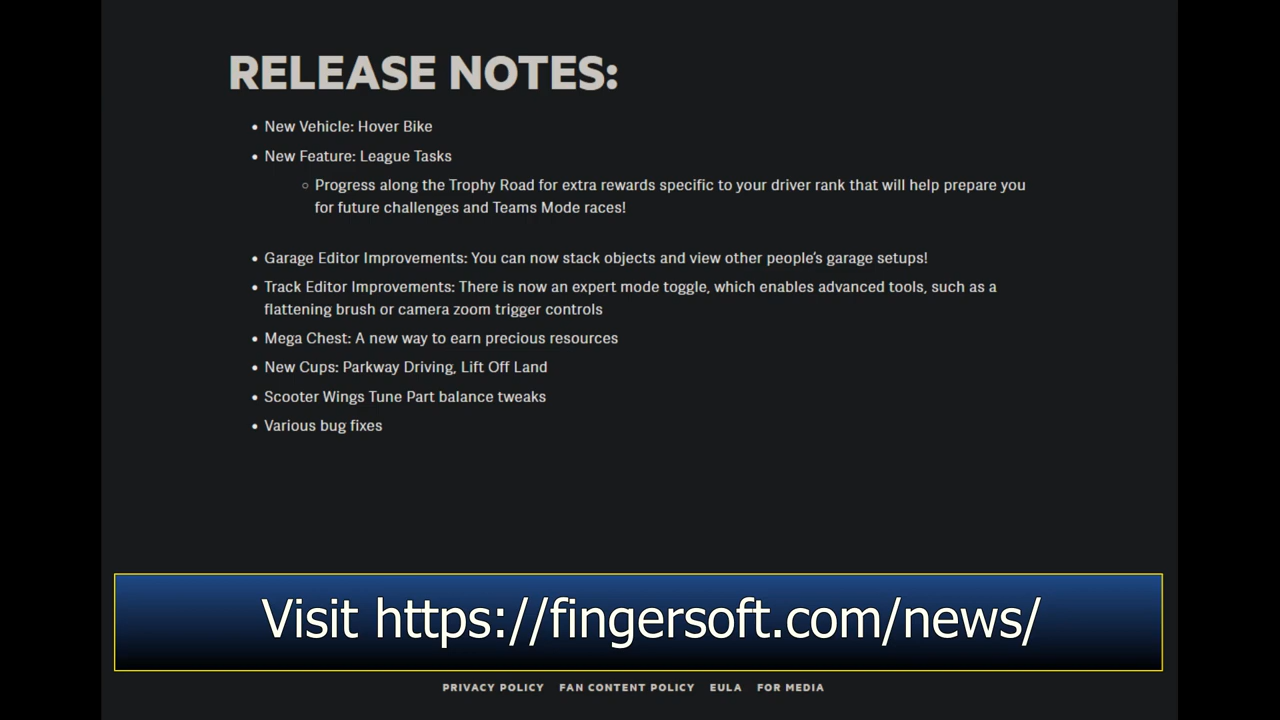 RELEASE NOTES:
• New Vehicle: Hover Bike
• New Feature: League Tasks
○ Progress along the Trophy Road for extra rewards specific to your driver rank that will help prepare you
for future challenges and Teams Mode races!
• Garage Editor Improvements: You can now stack objects and view other people’s garage setups!
• Track Editor Improvements: There is now an expert mode toggle, which enables advanced tools, such as a
flattening brush or camera zoom trigger controls
• Mega Chest: A new way to earn precious resources
• New Cups: Parkway Driving, Lift Off Land
• Scooter Wings Tune Part balance tweaks
• Various bug fixes
Visit https://fingersoft.com/news/
PRIVACY POLICY FAN CONTENT POLICY EULA FOR MEDIA